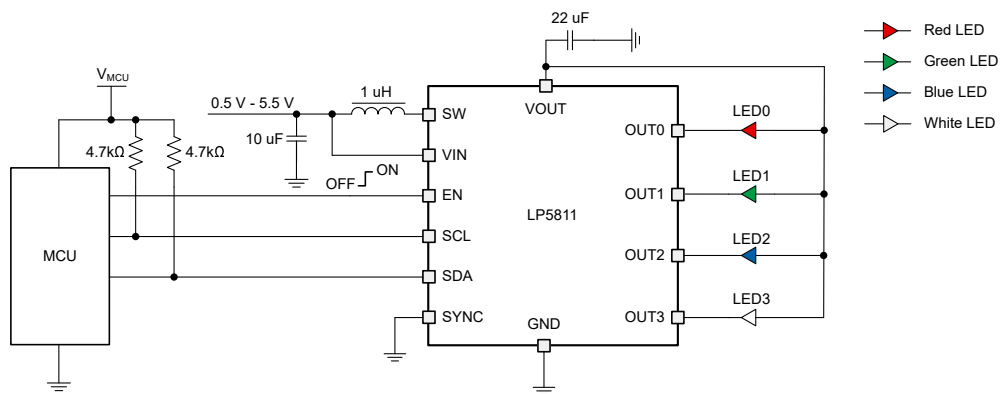 22 uF
Red LED
Green LED
Blue LED
White LED
VMCU
0.5 V - 5.5 V
1 uH
10 uF
4.7kΩ
4.7kΩ
OFF
ON
MCU
SW
VIN
EN
SCL
SDA
SYNC
VOUT
LP5811
GND
OUT0
OUT1
OUT2
OUT3
LED0
LED1
LED2
LED3